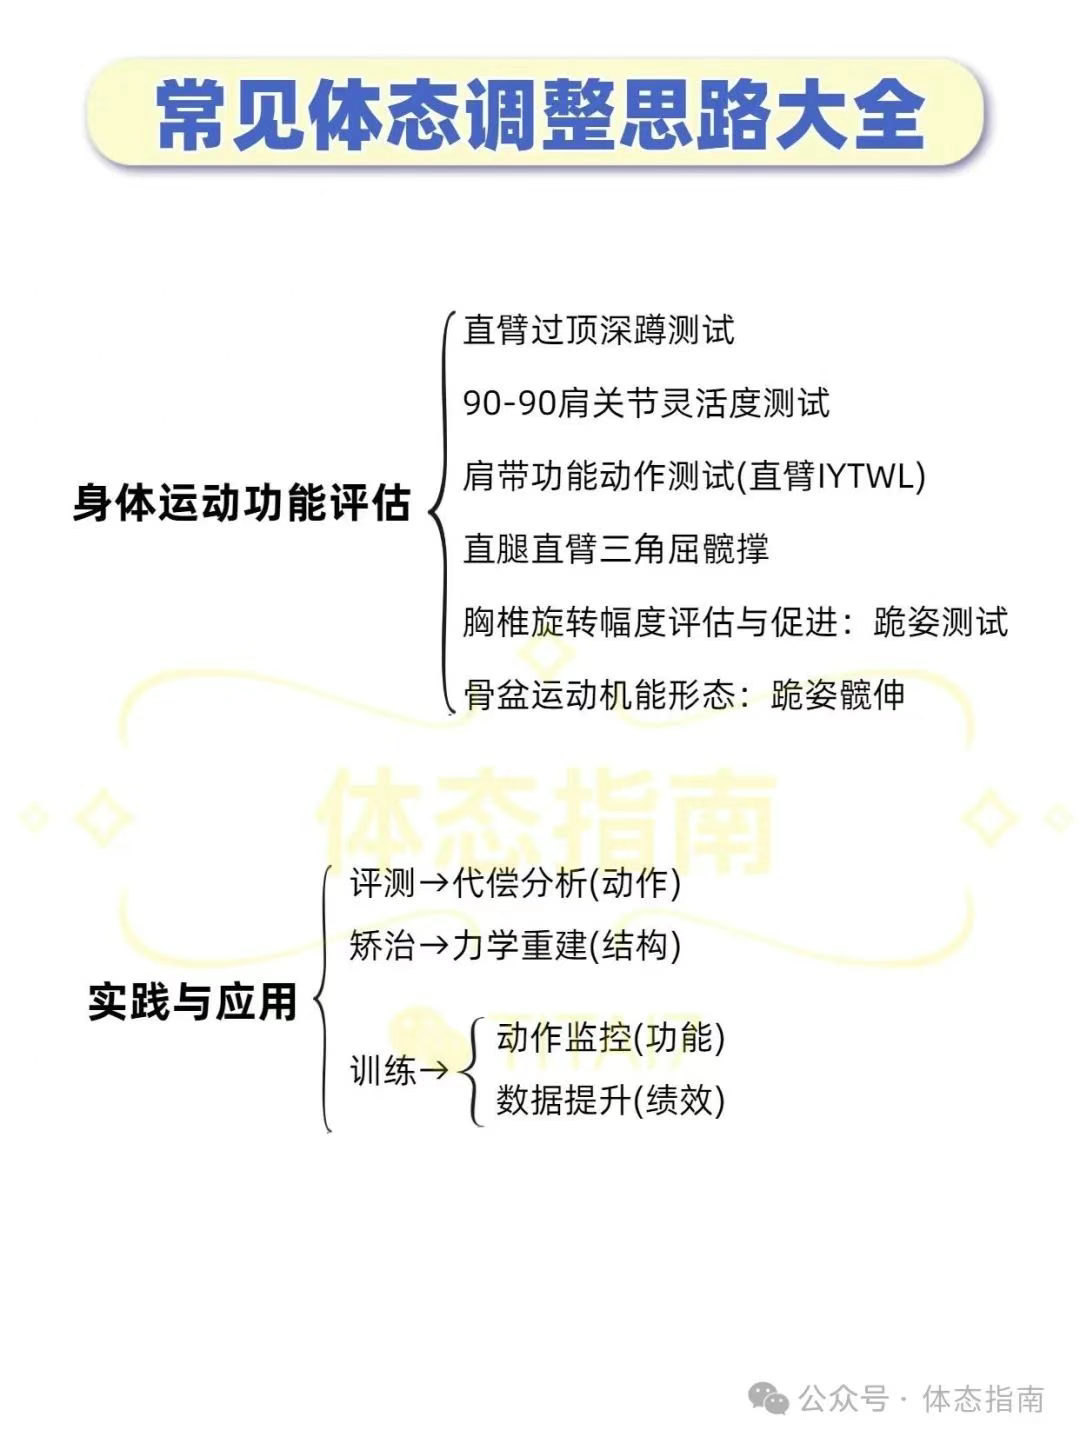 常见体态调整思路大全
身体运动功能评估
直臂过顶深蹲测试
90-90肩关节灵活度测试
肩带功能动作测试(直臂IYTWL)
直腿直臂三角屈髋撑
胸椎旋转幅度评估与促进：跪姿测试
骨盆运动机能形态：跪姿髋伸
体态指南
实践与应用
评测→代偿分析(动作)
矫治→力学重建(结构)
训练→
动作监控(功能)
数据提升(绩效)
公众号·体态指南